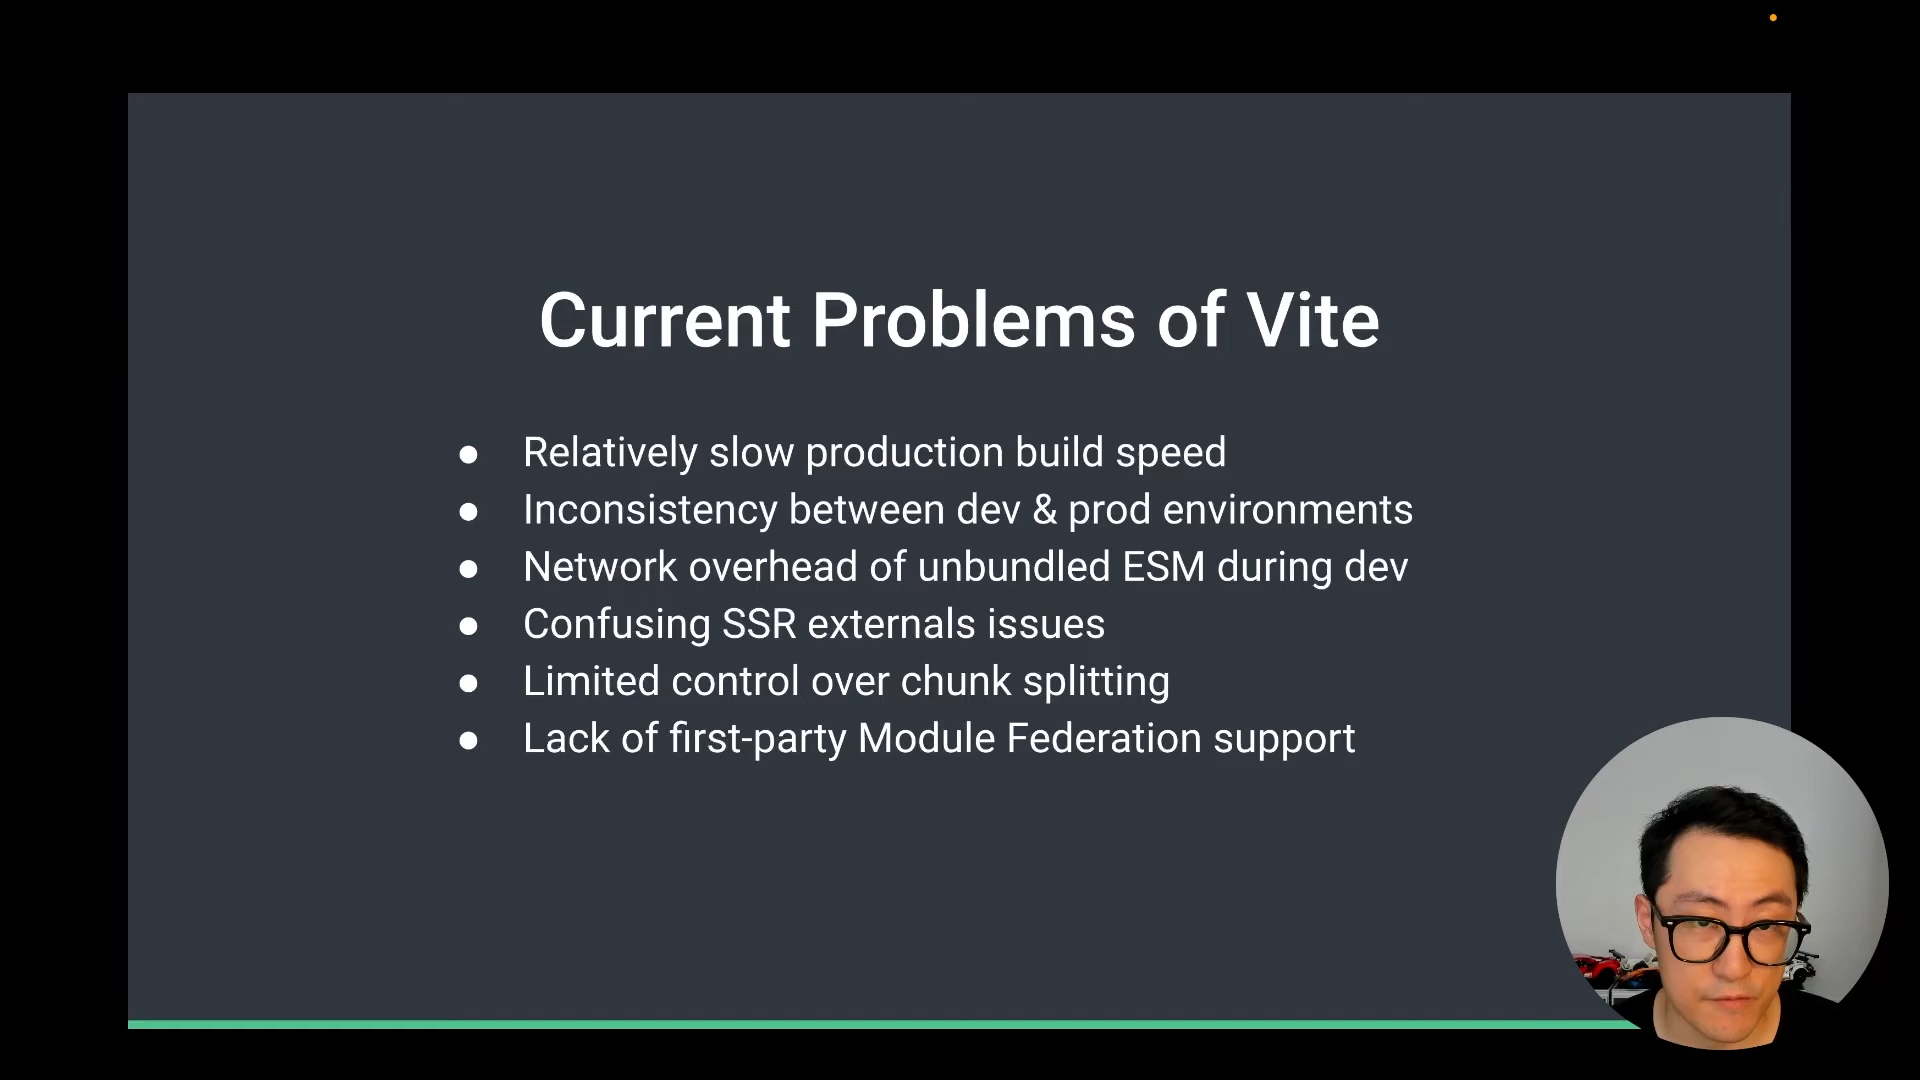 Current Problems of Vite
● Relatively slow production build speed
● Inconsistency between dev & prod environments
● Network overhead of unbundled ESM during dev
● Confusing SSR externals issues
● Limited control over chunk splitting
● Lack of first-party Module Federation support